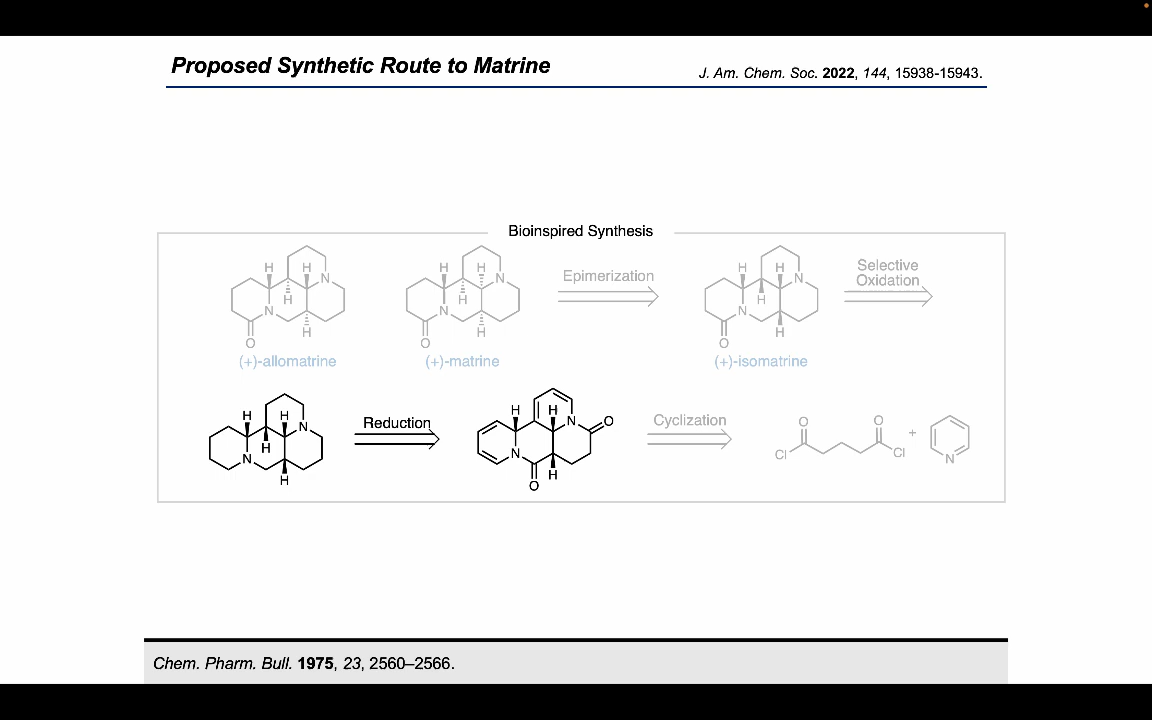 Proposed Synthetic Route to Matrine
J. Am. Chem. Soc. 2022, 144, 15938-15943.
Bioinspired Synthesis
H
H
N
H
N
H
O
(+)-allomatrine
H
H
N
H
N
H
O
(+)-matrine
Epimerization
H
H
N
H
N
H
O
(+)-isomatrine
Selective
Oxidation
H
H
N
H
N
H
Reduction
H
H
N
O
N
H
O
Cyclization
O
O
Cl
Cl
+
N
Chem. Pharm. Bull. 1975, 23, 2560–2566.